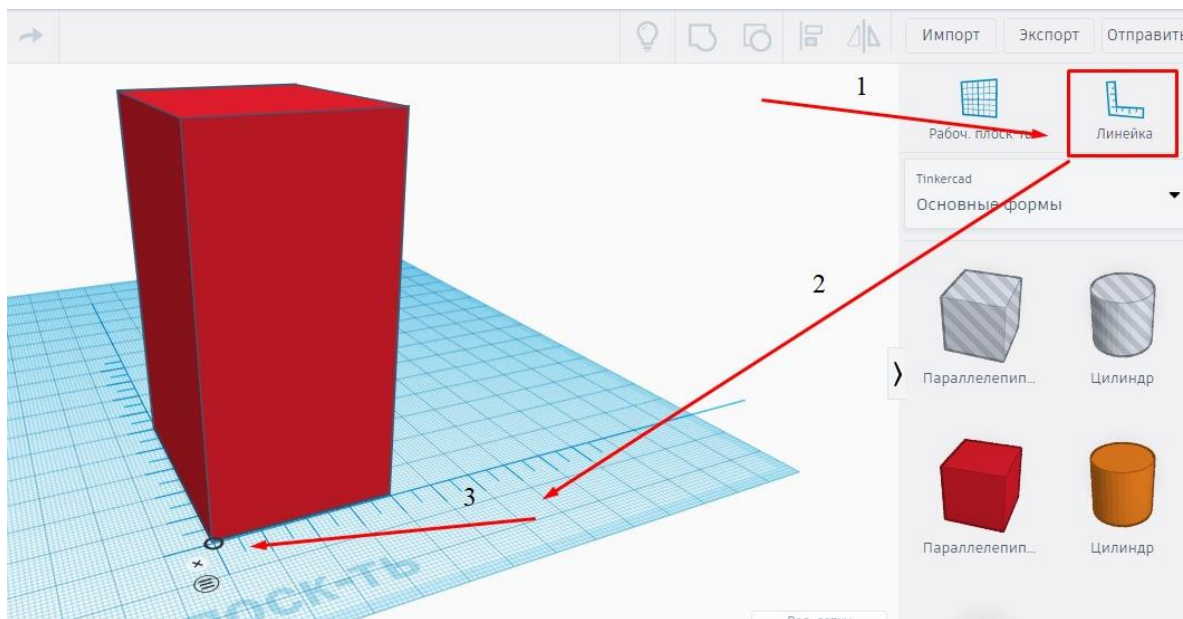 Импорт Экспорт Отправить
1
Рабоч. плоск-ть Линейка
Tinkercad
Основные формы
2
Параллелепип... Цилиндр
3
Параллелепип... Цилиндр
лоск-ть